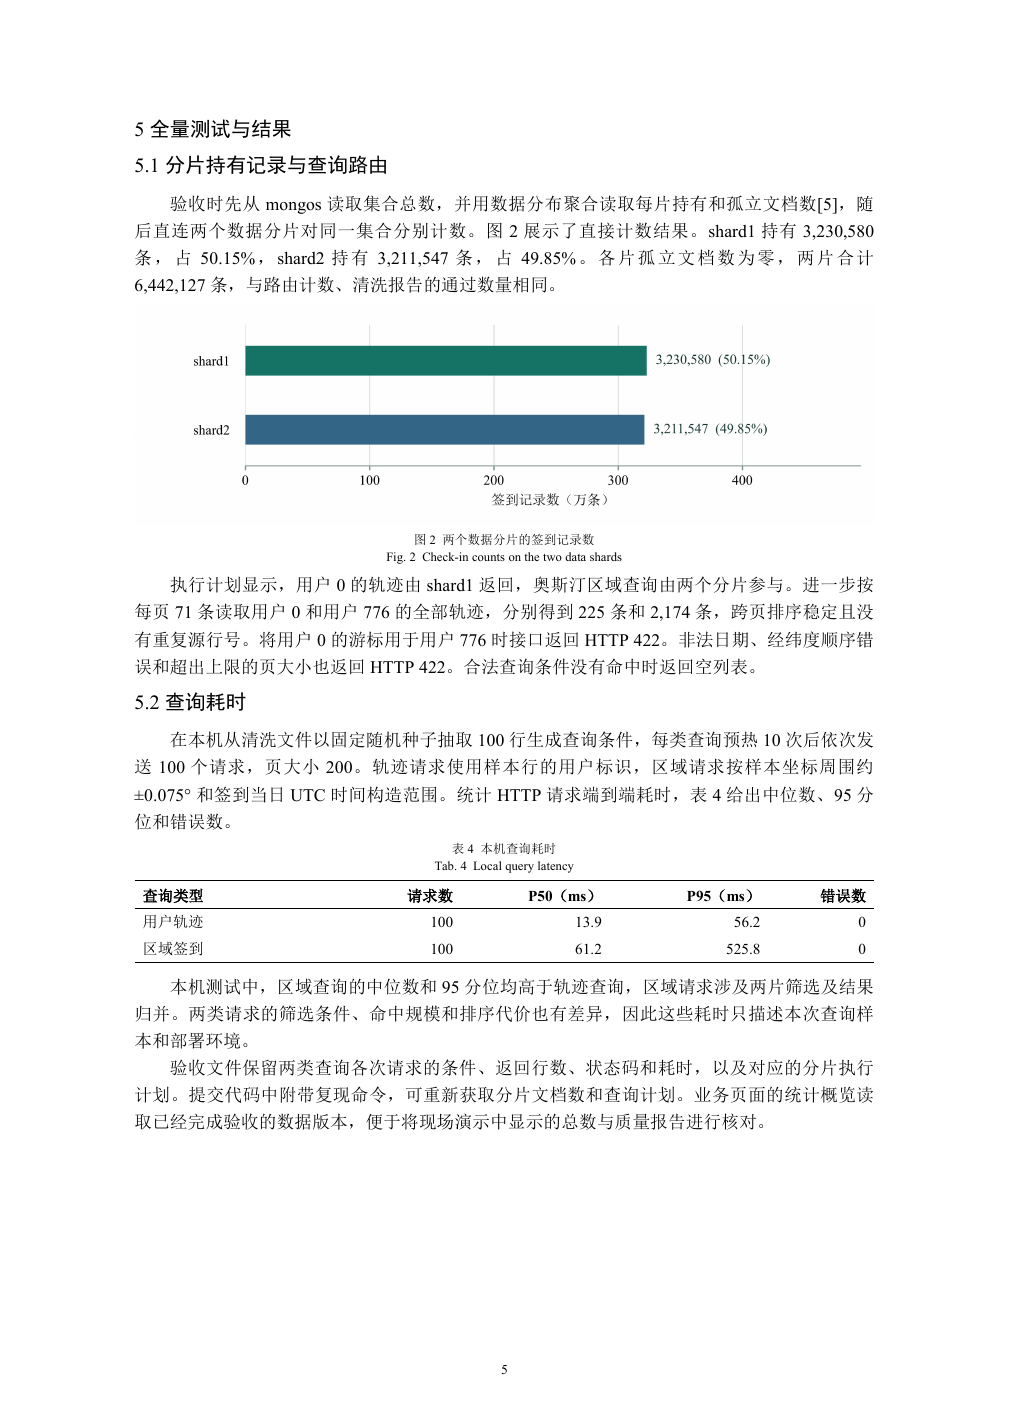 5 全量测试与结果
5.1 分片持有记录与查询路由
验收时先从 mongos 读取集合总数，并用数据分布聚合读取每片持有和孤立文档数[5]，随
后直连两个数据分片对同一集合分别计数。图 2 展示了直接计数结果。shard1 持有 3,230,580
条，占 50.15%，shard2 持有 3,211,547 条，占 49.85%。各片孤立文档数为零，两片合计
6,442,127 条，与路由计数、清洗报告的通过数量相同。
shard1 3,230,580 (50.15%)
shard2 3,211,547 (49.85%)
0 100 200 300 400
签到记录数（万条）
图 2 两个数据分片的签到记录数
Fig. 2 Check-in counts on the two data shards
执行计划显示，用户 0 的轨迹由 shard1 返回，奥斯汀区域查询由两个分片参与。进一步按
每页 71 条读取用户 0 和用户 776 的全部轨迹，分别得到 225 条和 2,174 条，跨页排序稳定且没
有重复源行号。将用户 0 的游标用于用户 776 时接口返回 HTTP 422。非法日期、经纬度顺序错
误和超出上限的页大小也返回 HTTP 422。合法查询条件没有命中时返回空列表。
5.2 查询耗时
在本机从清洗文件以固定随机种子抽取 100 行生成查询条件，每类查询预热 10 次后依次发
送 100 个请求，页大小 200。轨迹请求使用样本行的用户标识，区域请求按样本坐标周围约
±0.075° 和签到当日 UTC 时间构造范围。统计 HTTP 请求端到端耗时，表 4 给出中位数、95 分
位和错误数。
表 4 本机查询耗时
Tab. 4 Local query latency
查询类型 请求数 P50（ms） P95（ms） 错误数
用户轨迹 100 13.9 56.2 0
区域签到 100 61.2 525.8 0
本机测试中，区域查询的中位数和 95 分位均高于轨迹查询，区域请求涉及两片筛选及结果
归并。两类请求的筛选条件、命中规模和排序代价也有差异，因此这些耗时只描述本次查询样
本和部署环境。
验收文件保留两类查询各次请求的条件、返回行数、状态码和耗时，以及对应的分片执行
计划。提交代码中附带复现命令，可重新获取分片文档数和查询计划。业务页面的统计概览读
取已经完成验收的数据版本，便于将现场演示中显示的总数与质量报告进行核对。
5